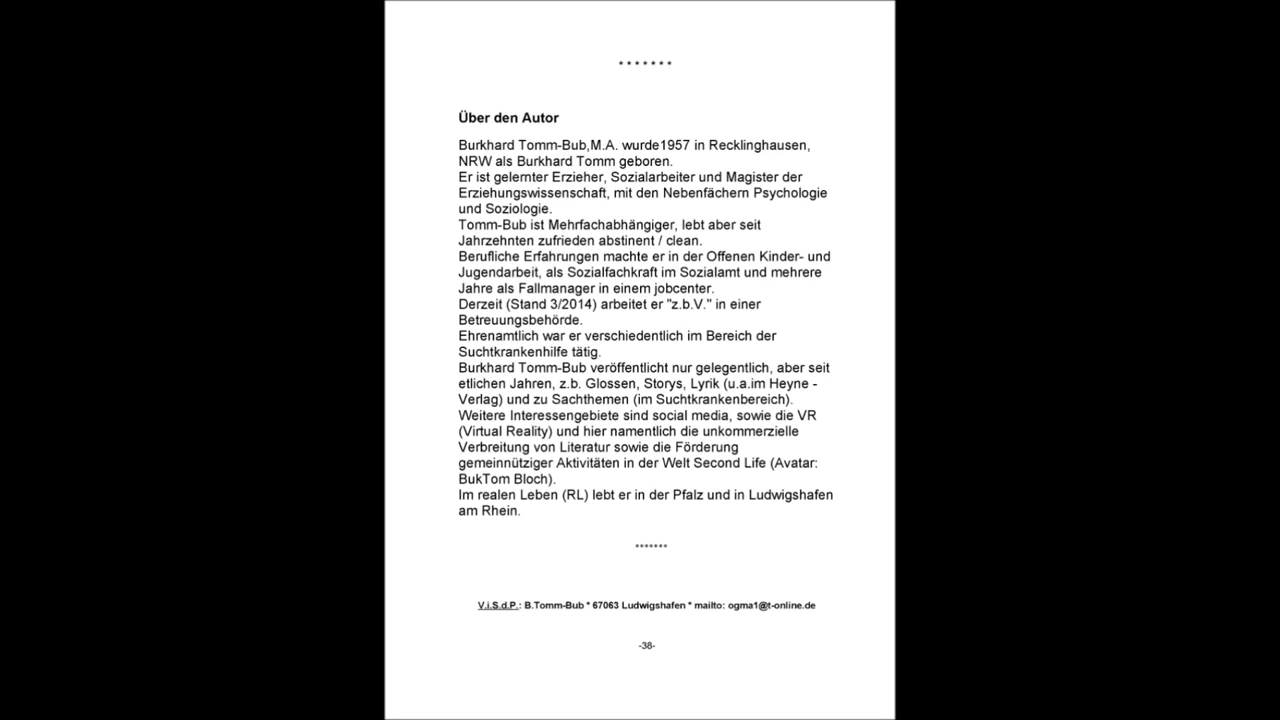 * * * * * * *
Über den Autor
Burkhard Tomm-Bub,M.A. wurde1957 in Recklinghausen,
NRW als Burkhard Tomm geboren.
Er ist gelernter Erzieher, Sozialarbeiter und Magister der
Erziehungswissenschaft, mit den Nebenfächern Psychologie
und Soziologie.
Tomm-Bub ist Mehrfachabhängiger, lebt aber seit
Jahrzehnten zufrieden abstinent / clean.
Berufliche Erfahrungen machte er in der Offenen Kinder- und
Jugendarbeit, als Sozialfachkraft im Sozialamt und mehrere
Jahre als Fallmanager in einem jobcenter.
Derzeit (Stand 3/2014) arbeitet er "z.b.V." in einer
Betreuungsbehörde.
Ehrenamtlich war er verschiedentlich im Bereich der
Suchtkrankenhilfe tätig.
Burkhard Tomm-Bub veröffentlicht nur gelegentlich, aber seit
etlichen Jahren, z.b. Glossen, Storys, Lyrik (u.a.im Heyne -
Verlag) und zu Sachthemen (im Suchtkrankenbereich).
Weitere Interessengebiete sind social media, sowie die VR
(Virtual Reality) und hier namentlich die unkommerzielle
Verbreitung von Literatur sowie die Förderung
gemeinnütziger Aktivitäten in der Welt Second Life (Avatar:
BukTom Bloch).
Im realen Leben (RL) lebt er in der Pfalz und in Ludwigshafen
am Rhein.
*******
V.i.S.d.P.: B.Tomm-Bub * 67063 Ludwigshafen * mailto: ogma1@t-online.de
-38-